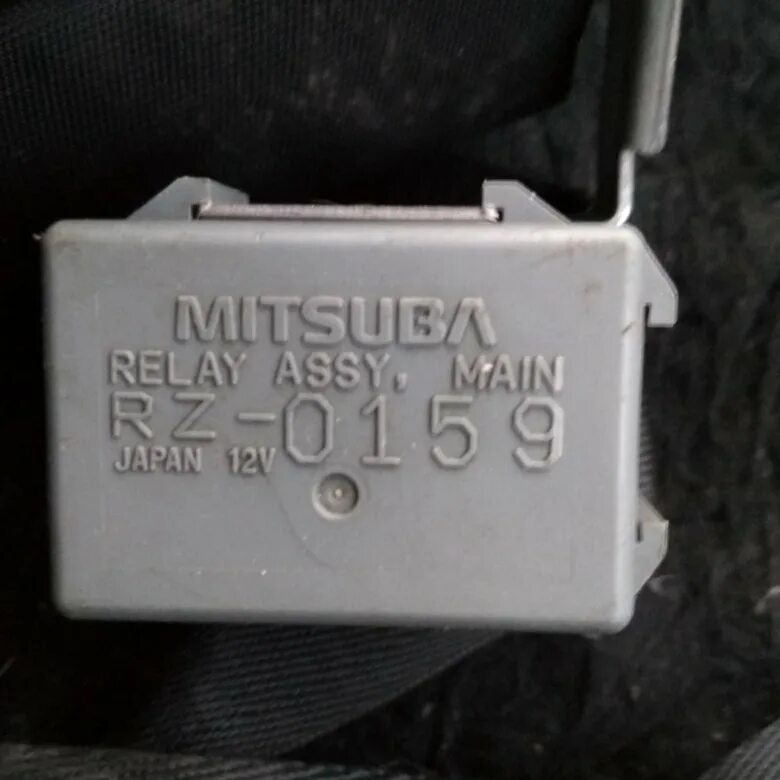 MITSUBA
RELAY ASSY, MAIN
RZ-0159
JAPAN 12V